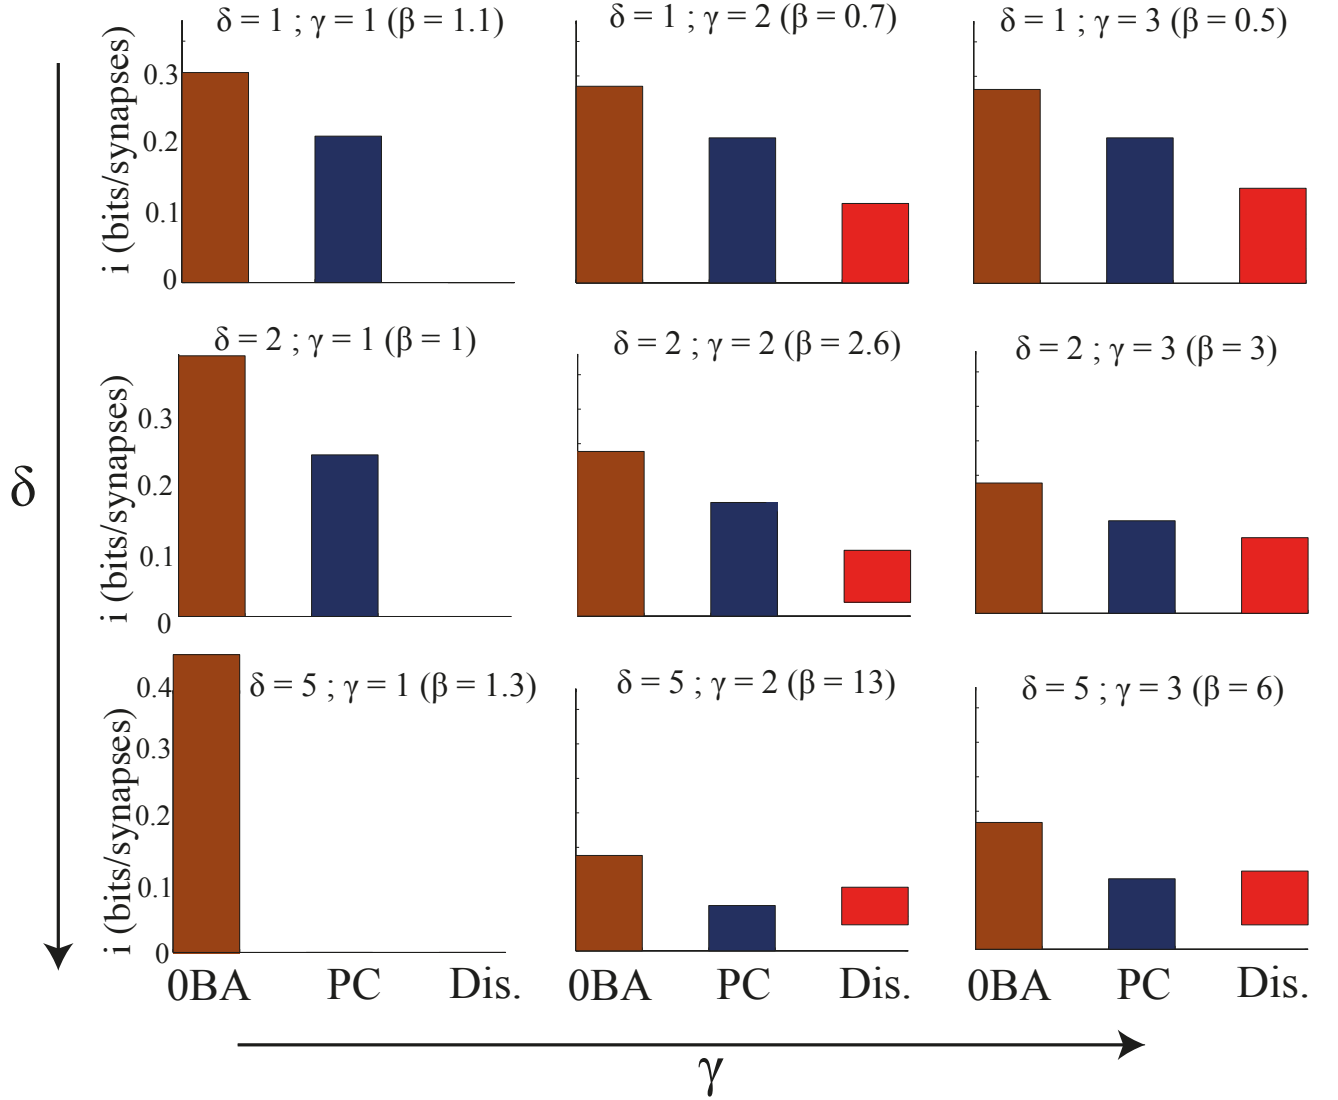 δ = 1 ; γ = 1 (β = 1.1)
δ = 1 ; γ = 2 (β = 0.7)
δ = 1 ; γ = 3 (β = 0.5)
i (bits/synapses)
0.3
0.2
0.1
0
δ = 2 ; γ = 1 (β = 1)
δ = 2 ; γ = 2 (β = 2.6)
δ = 2 ; γ = 3 (β = 3)
i (bits/synapses)
0.3
0.2
0.1
0
δ
δ = 5 ; γ = 1 (β = 1.3)
δ = 5 ; γ = 2 (β = 13)
δ = 5 ; γ = 3 (β = 6)
i (bits/synapses)
0.4
0.3
0.2
0.1
0
0BA PC Dis.
0BA PC Dis.
0BA PC Dis.
γ